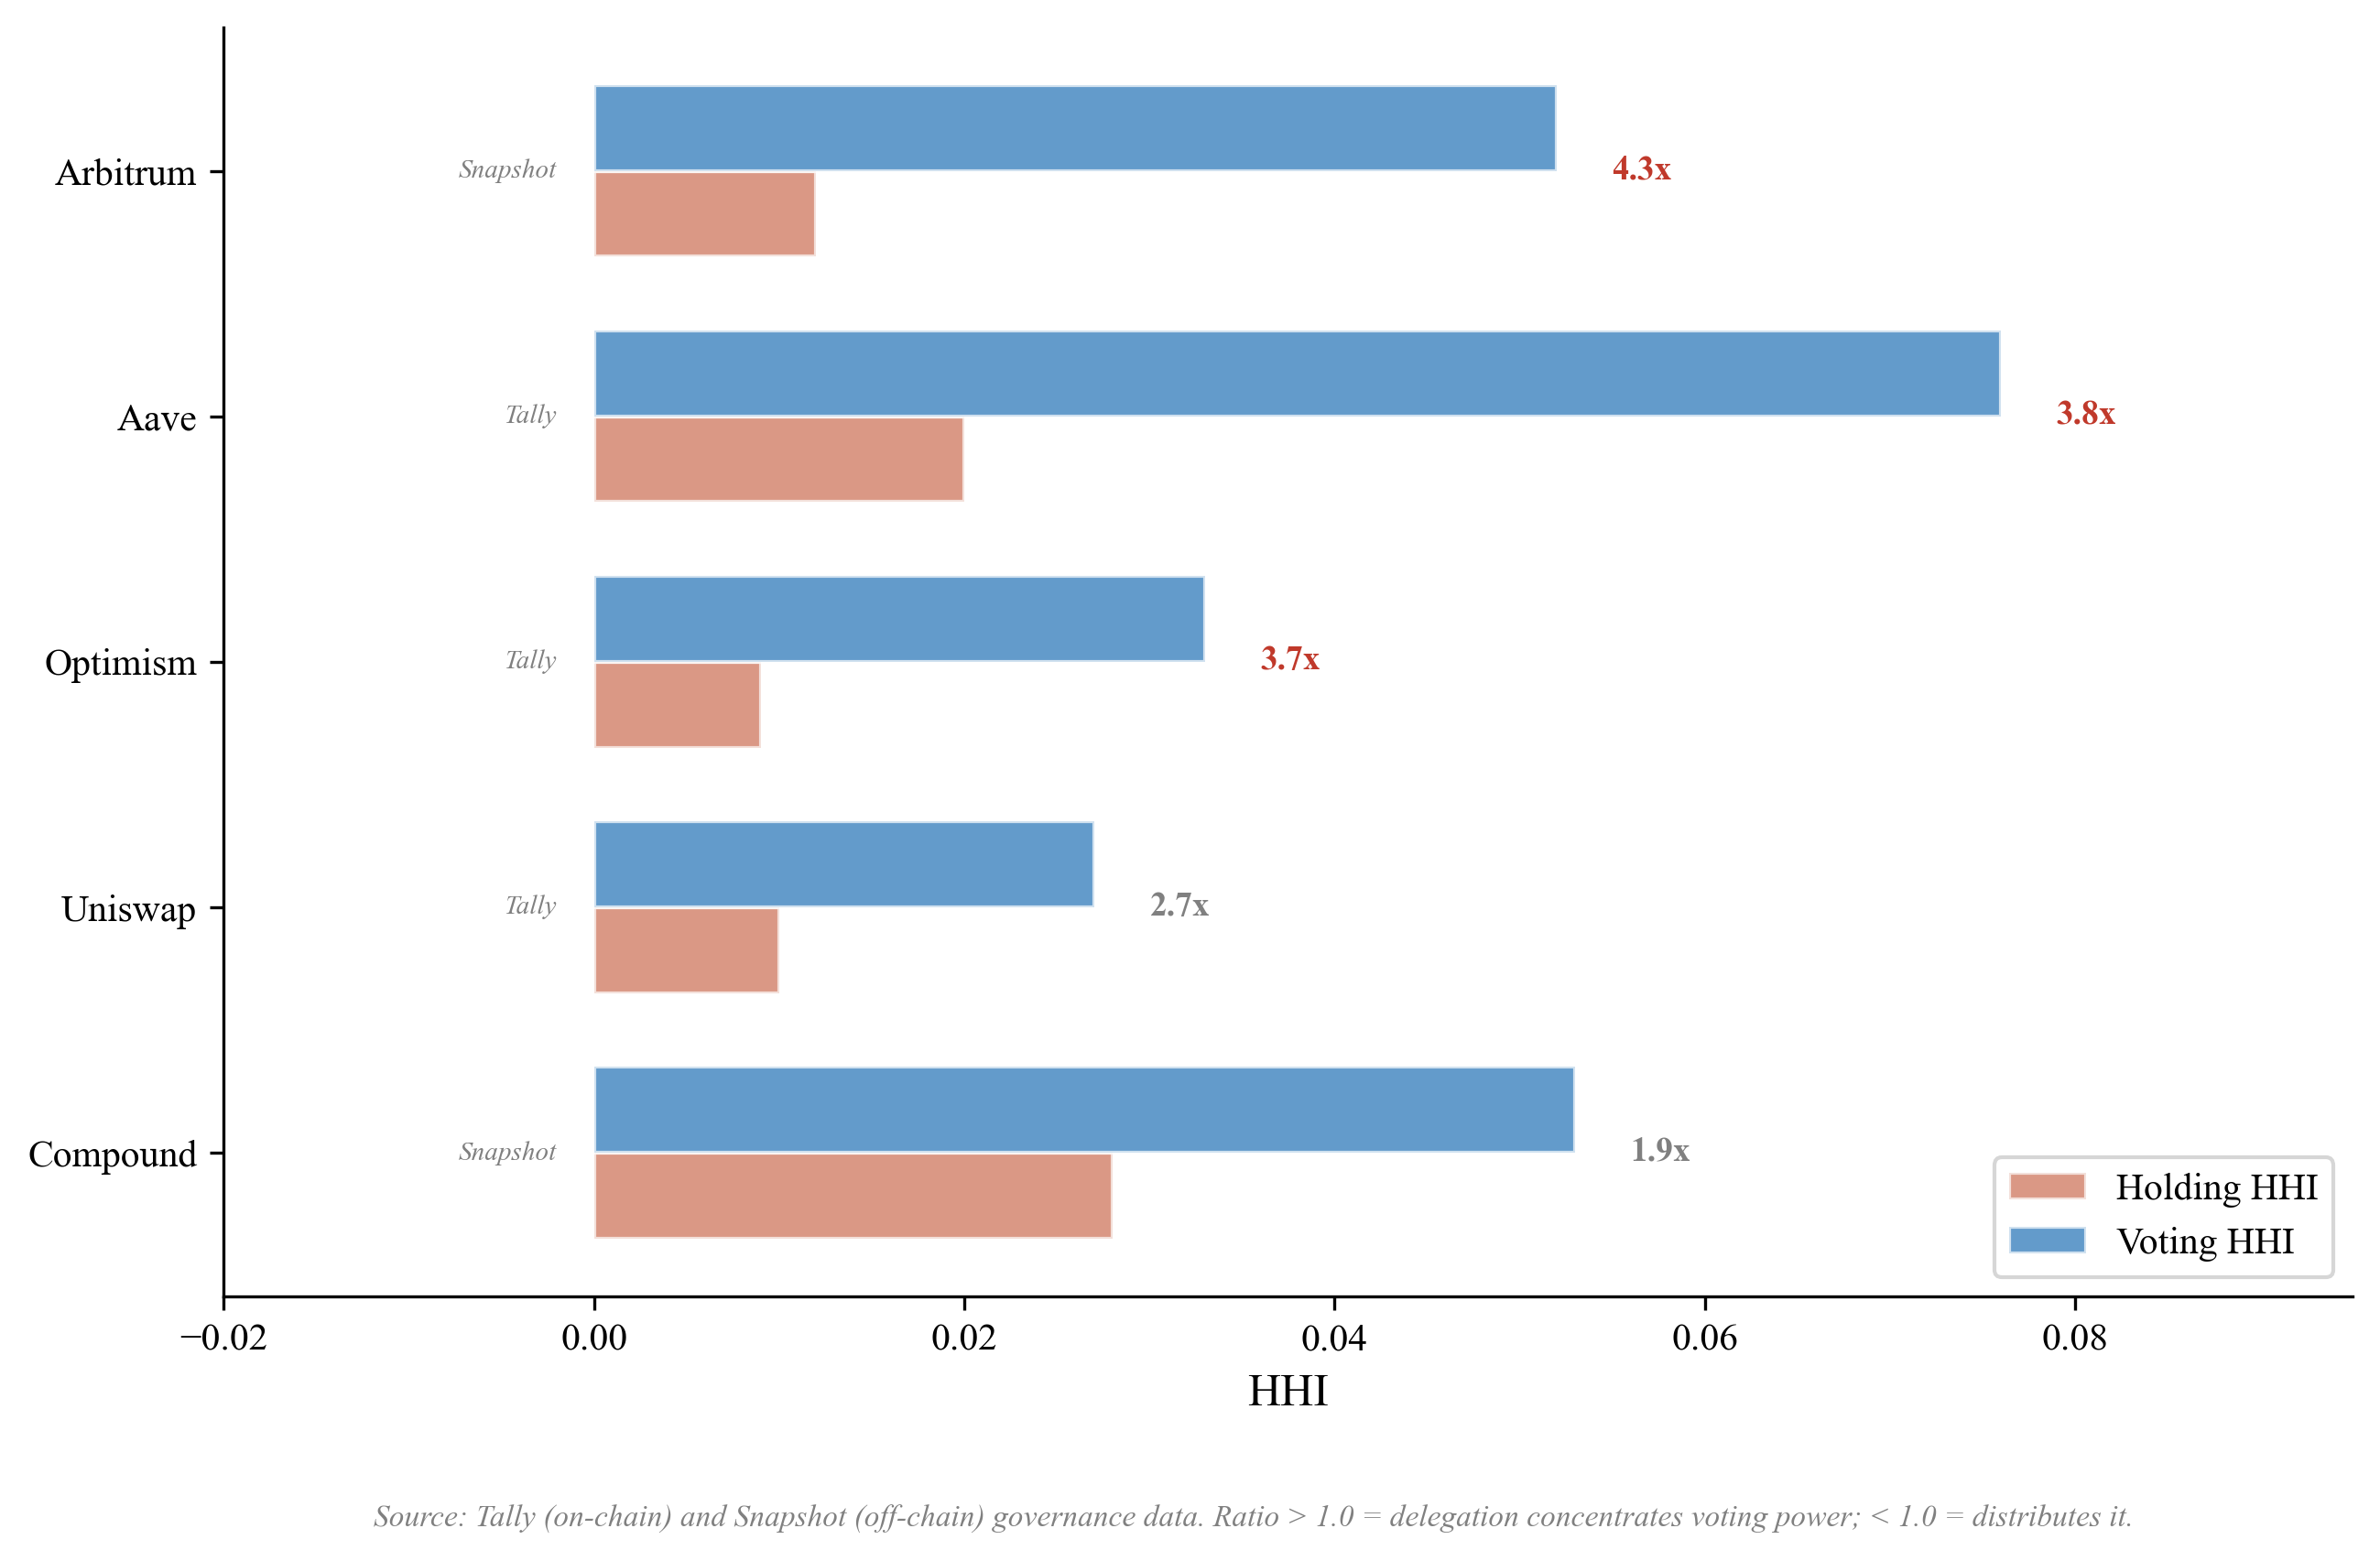 Arbitrum
Snapshot
4.3x
Aave
Tally
3.8x
Optimism
Tally
3.7x
Uniswap
Tally
2.7x
Compound
Snapshot
1.9x
Holding HHI
Voting HHI
−0.02 0.00 0.02 0.04 0.06 0.08
HHI
Source: Tally (on-chain) and Snapshot (off-chain) governance data. Ratio > 1.0 = delegation concentrates voting power; < 1.0 = distributes it.